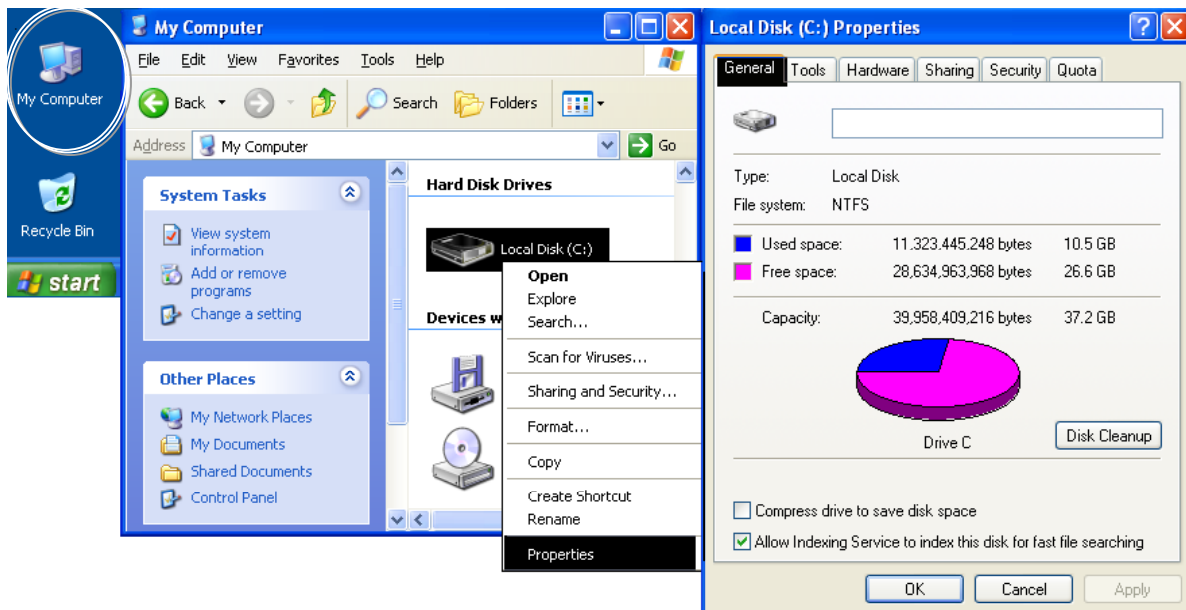 My Computer
Recycle Bin
start
My Computer
File Edit View Favorites Tools Help
Back Search Folders
Address My Computer Go
System Tasks
View system
information
Add or remove
programs
Change a setting
Other Places
My Network Places
My Documents
Shared Documents
Control Panel
Hard Disk Drives
Local Disk (C:)
Devices w
Open
Explore
Search...
Scan for Viruses...
Sharing and Security...
Format...
Copy
Create Shortcut
Rename
Properties
Local Disk (C:) Properties
General Tools Hardware Sharing Security Quota
Type: Local Disk
File system: NTFS
Used space: 11.323.445.248 bytes 10.5 GB
Free space: 28,634,963,968 bytes 26.6 GB
Capacity: 39,958,409,216 bytes 37.2 GB
Drive C
Disk Cleanup
Compress drive to save disk space
Allow Indexing Service to index this disk for fast file searching
OK Cancel Apply